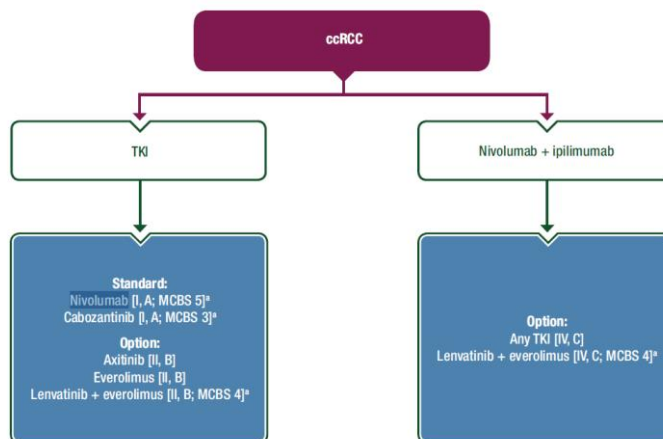 ccRCC
TKI
Nivolumab + ipilimumab
Standard:
Nivolumab [I, A; MCBS 5]ª
Cabozantinib [I, A; MCBS 3]ª
Option:
Axitinib [II, B]
Everolimus [II, B]
Lenvatinib + everolimus [II, B; MCBS 4]ª
Option:
Any TKI [IV, C]
Lenvatinib + everolimus [IV, C; MCBS 4]ª